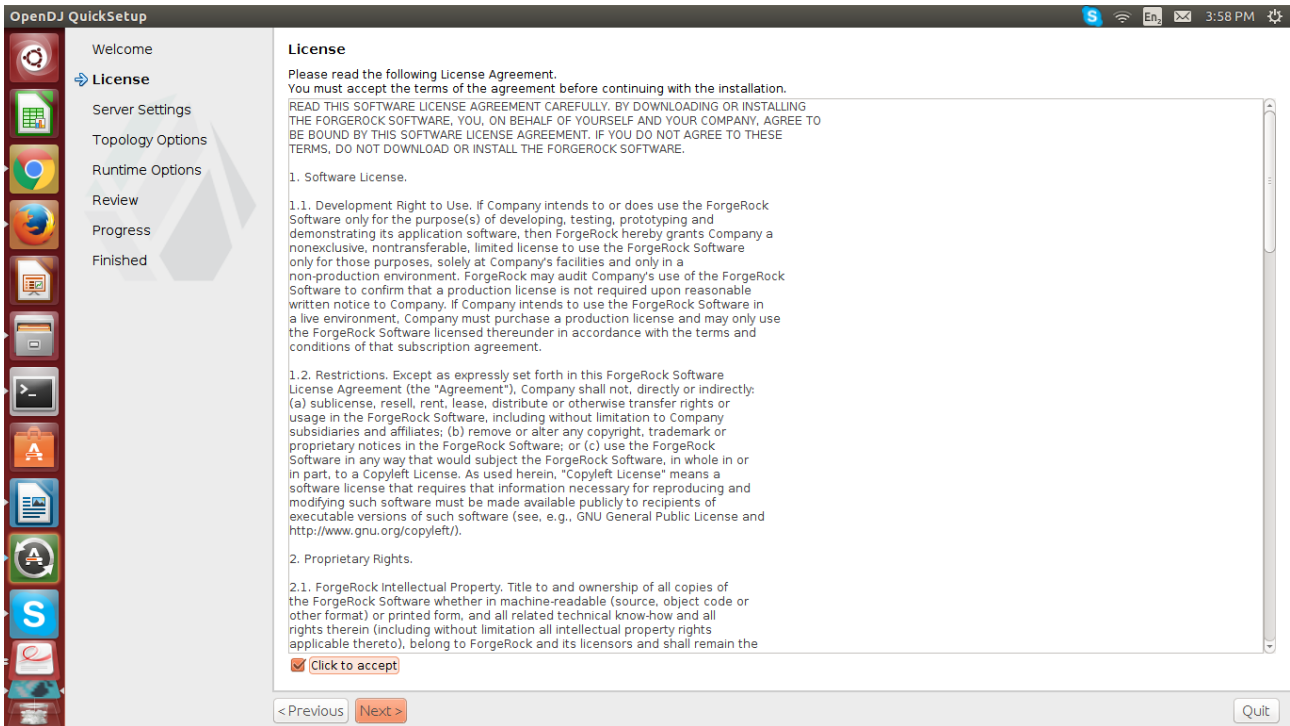 OpenDJ QuickSetup
En2
3:58 PM
Welcome
License
Server Settings
Topology Options
Runtime Options
Review
Progress
Finished
License
Please read the following License Agreement.
You must accept the terms of the agreement before continuing with the installation.
READ THIS SOFTWARE LICENSE AGREEMENT CAREFULLY. BY DOWNLOADING OR INSTALLING
THE FORGEROCK SOFTWARE, YOU, ON BEHALF OF YOURSELF AND YOUR COMPANY, AGREE TO
BE BOUND BY THIS SOFTWARE LICENSE AGREEMENT. IF YOU DO NOT AGREE TO THESE
TERMS, DO NOT DOWNLOAD OR INSTALL THE FORGEROCK SOFTWARE.
1. Software License.
1.1. Development Right to Use. If Company intends to or does use the ForgeRock
Software only for the purpose(s) of developing, testing, prototyping and
demonstrating its application software, then ForgeRock hereby grants Company a
nonexclusive, nontransferable, limited license to use the ForgeRock Software
only for those purposes, solely at Company's facilities and only in a
non-production environment. ForgeRock may audit Company's use of the ForgeRock
Software to confirm that a production license is not required upon reasonable
written notice to Company. If Company intends to use the ForgeRock Software in
a live environment, Company must purchase a production license and may only use
the ForgeRock Software licensed thereunder in accordance with the terms and
conditions of that subscription agreement.
1.2. Restrictions. Except as expressly set forth in this ForgeRock Software
License Agreement (the "Agreement"), Company shall not, directly or indirectly:
(a) sublicense, resell, rent, lease, distribute or otherwise transfer rights or
usage in the ForgeRock Software, including without limitation to Company
subsidiaries and affiliates; (b) remove or alter any copyright, trademark or
proprietary notices in the ForgeRock Software; or (c) use the ForgeRock
Software in any way that would subject the ForgeRock Software, in whole in or
in part, to a Copyleft License. As used herein, "Copyleft License" means a
software license that requires that information necessary for reproducing and
modifying such software must be made available publicly to recipients of
executable versions of such software (see, e.g., GNU General Public License and
http://www.gnu.org/copyleft/).
2. Proprietary Rights.
2.1. ForgeRock Intellectual Property. Title to and ownership of all copies of
the ForgeRock Software whether in machine-readable (source, object code or
other format) or printed form, and all related technical know-how and all
rights therein (including without limitation all intellectual property rights
applicable thereto), belong to ForgeRock and its licensors and shall remain the
Click to accept
< Previous
Next >
Quit